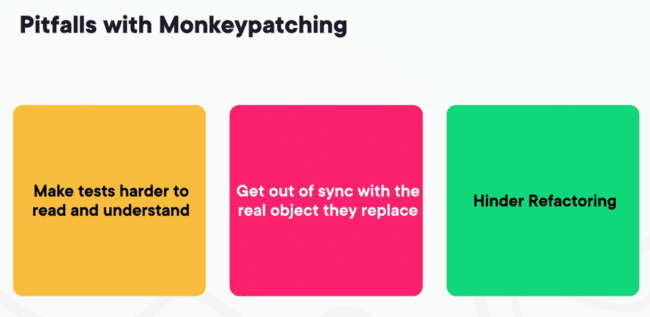 Pitfalls with Monkeypatching
Make tests harder to
read and understand
Get out of sync with the
real object they replace
Hinder Refactoring